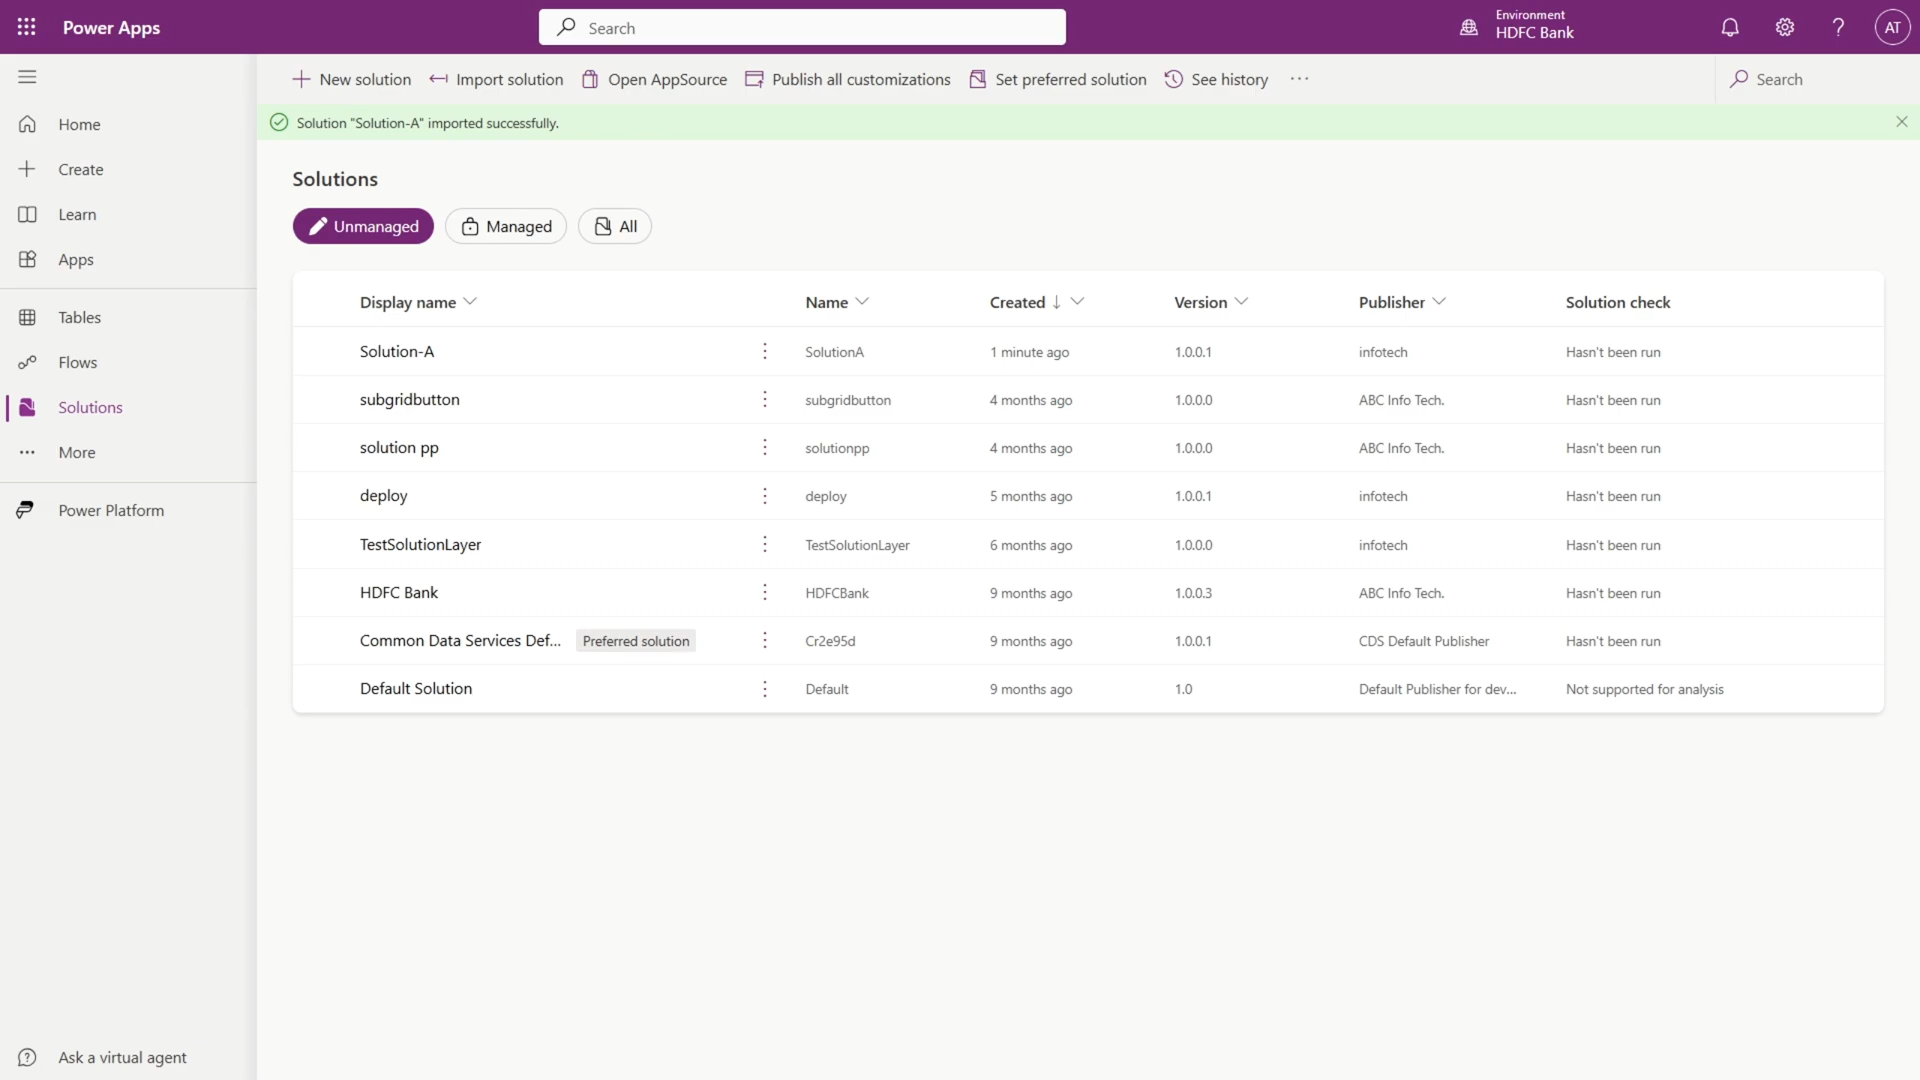 Power Apps
Search
Environment
HDFC Bank
AT
New solution
Import solution
Open AppSource
Publish all customizations
Set preferred solution
See history
Search
Solution "Solution-A" imported successfully.
Home
Create
Learn
Apps
Tables
Flows
Solutions
More
Power Platform
Ask a virtual agent
Solutions
Unmanaged Managed All
Display name Name Created ↓ Version Publisher Solution check
Solution-A SolutionA 1 minute ago 1.0.0.1 infotech Hasn't been run
subgridbutton subgridbutton 4 months ago 1.0.0.0 ABC Info Tech. Hasn't been run
solution pp solutionpp 4 months ago 1.0.0.0 ABC Info Tech. Hasn't been run
deploy deploy 5 months ago 1.0.0.1 infotech Hasn't been run
TestSolutionLayer TestSolutionLayer 6 months ago 1.0.0.0 infotech Hasn't been run
HDFC Bank HDFCBank 9 months ago 1.0.0.3 ABC Info Tech. Hasn't been run
Common Data Services Def... Preferred solution Cr2e95d 9 months ago 1.0.0.1 CDS Default Publisher Hasn't been run
Default Solution Default 9 months ago 1.0 Default Publisher for dev... Not supported for analysis